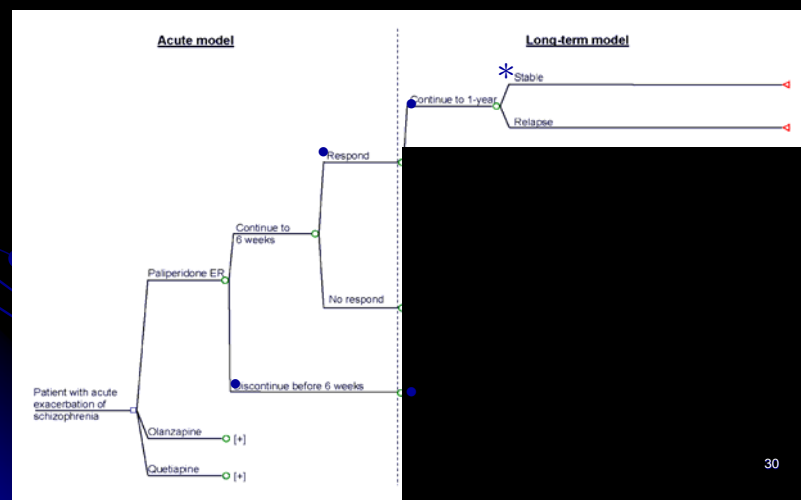 Acute model
Long-term model
* Stable
Continue to 1-year
Relapse
Respond
Continue to
6 weeks
Paliperidone ER
No respond
Discontinue before 6 weeks
Patient with acute
exacerbation of
schizophrenia
Olanzapine [+]
Quetiapine [+]
30